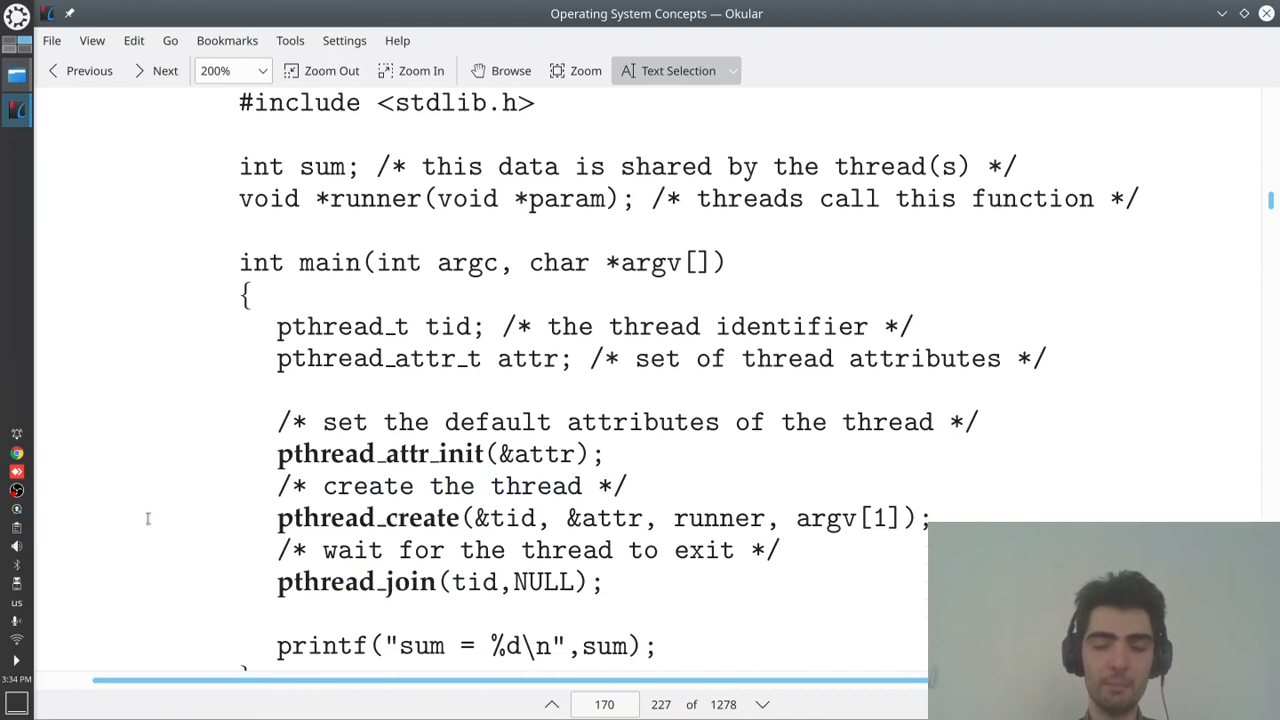 Operating System Concepts — Okular
File View Edit Go Bookmarks Tools Settings Help
Previous Next 200% Zoom Out Zoom In Browse Zoom Text Selection
#include <stdlib.h>
int sum; /* this data is shared by the thread(s) */
void *runner(void *param); /* threads call this function */
int main(int argc, char *argv[])
{
pthread_t tid; /* the thread identifier */
pthread_attr_t attr; /* set of thread attributes */
/* set the default attributes of the thread */
pthread_attr_init(&attr);
/* create the thread */
pthread_create(&tid, &attr, runner, argv[1]);
/* wait for the thread to exit */
pthread_join(tid,NULL);
printf("sum = %d\n",sum);
us
3:34 PM
170 227 of 1278